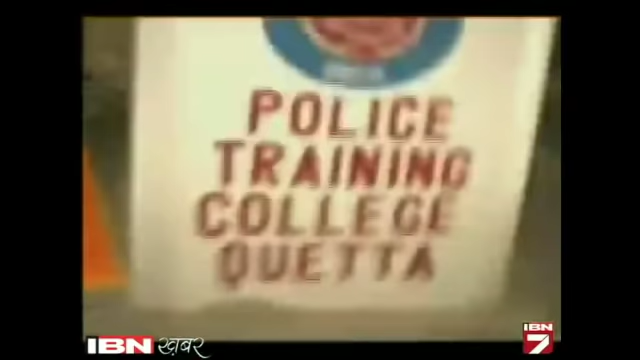 POLICE
TRAINING
COLLEGE
QUETTA
IBN
7
IBN खबर